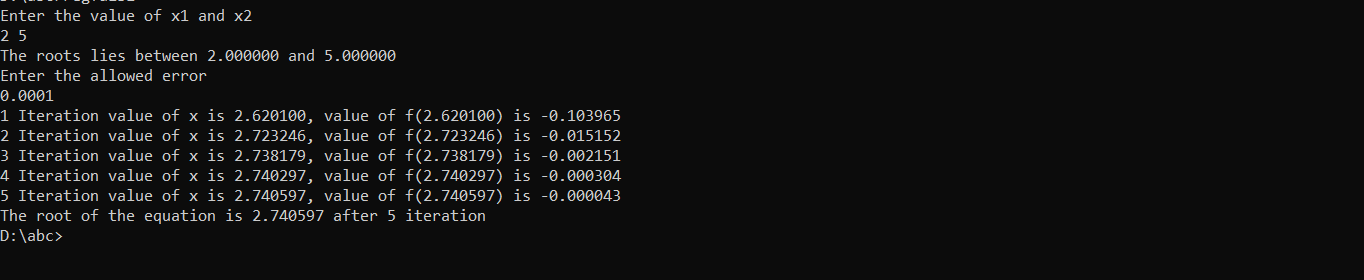 Enter the value of x1 and x2
2 5
The roots lies between 2.000000 and 5.000000
Enter the allowed error
0.0001
1 Iteration value of x is 2.620100, value of f(2.620100) is -0.103965
2 Iteration value of x is 2.723246, value of f(2.723246) is -0.015152
3 Iteration value of x is 2.738179, value of f(2.738179) is -0.002151
4 Iteration value of x is 2.740297, value of f(2.740297) is -0.000304
5 Iteration value of x is 2.740597, value of f(2.740597) is -0.000043
The root of the equation is 2.740597 after 5 iteration
D:\abc>